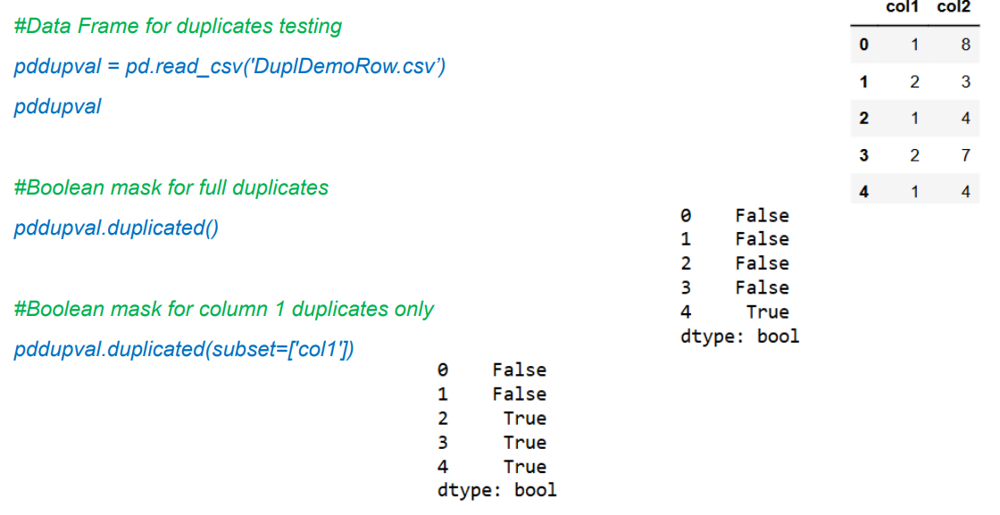 #Data Frame for duplicates testing
pddupval = pd.read_csv('DuplDemoRow.csv’)
pddupval
col1 col2
0 1 8
1 2 3
2 1 4
3 2 7
4 1 4
#Boolean mask for full duplicates
pddupval.duplicated()
0 False
1 False
2 False
3 False
4 True
dtype: bool
#Boolean mask for column 1 duplicates only
pddupval.duplicated(subset=['col1'])
0 False
1 False
2 True
3 True
4 True
dtype: bool